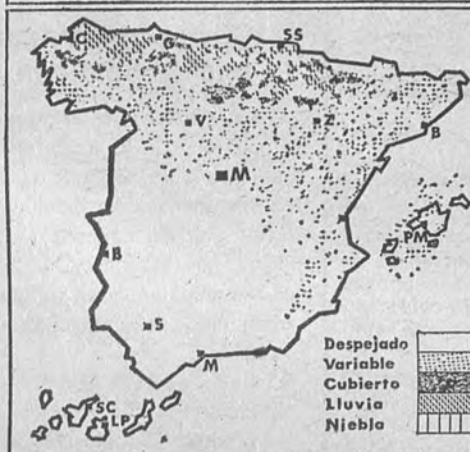 C
G
SS
V
Z
B
M
PM
B
S
M
SC
LP
Despejado
Variable
Cubierto
Lluvia
Niebla